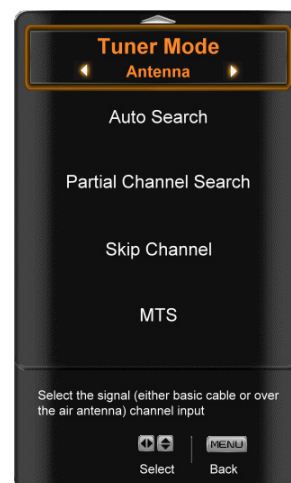 Tuner Mode
Antenna
Auto Search
Partial Channel Search
Skip Channel
MTS
Select the signal (either basic cable or over
the air antenna) channel input
MENU
Select Back